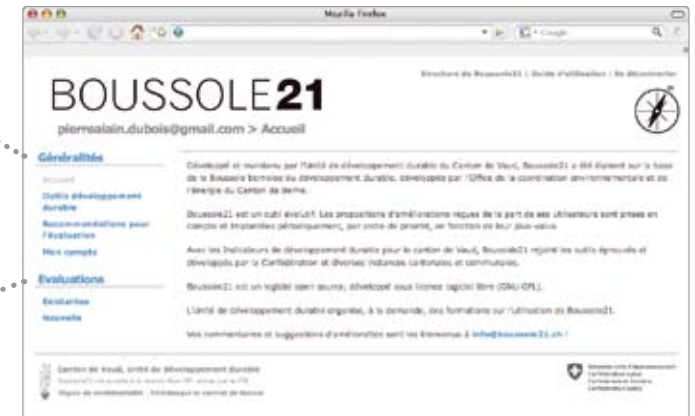 Mozilla Firefox
Google
Structure de Boussole21 | Guide d'utilisation | Se déconnecter
BOUSSOLE21
pierrealain.dubois@gmail.com > Accueil
Généralités
Accueil
Outils développement
durable
Recommandations pour
l'évaluation
Mon compte
Evaluations
Existantes
Nouvelle
Développé et maintenu par l'Unité de développement durable du Canton de Vaud, Boussole21 a été élaboré sur la base
de la Boussole bernoise du développement durable, développée par l'Office de la coordination environnementale et de
l'énergie du Canton de Berne.
Boussole21 est un outil évolutif. Les propositions d'améliorations reçues de la part de ses utilisateurs sont prises en
compte et implantées périodiquement, par ordre de priorité, en fonction de leur plus-value.
Avec les Indicateurs de développement durable pour le canton de Vaud, Boussole21 rejoint les outils éprouvés et
développés par la Confédération et diverses instances cantonales et communales.
Boussole21 est un logiciel open source, développé sous licence logiciel libre (GNU GPL).
L'Unité de développement durable organise, à la demande, des formations sur l'utilisation de Boussole21.
Vos commentaires et suggestions d'amélioration sont les bienvenus à info@boussole21.ch !
Canton de Vaud, unité de développement durable